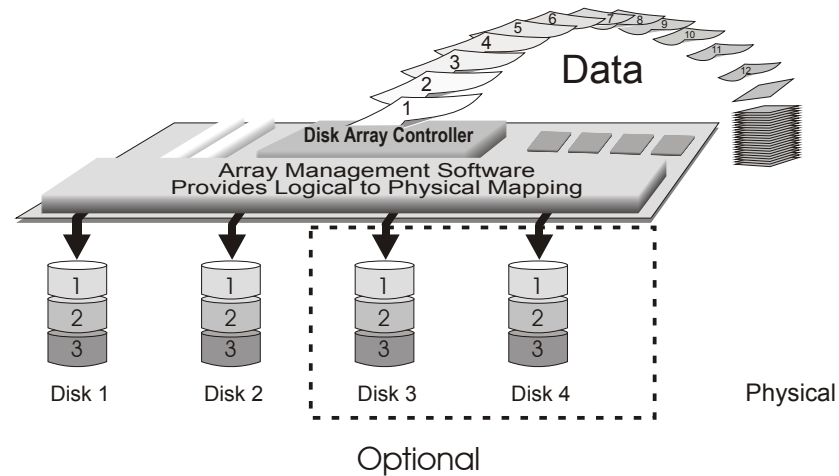 1 2 3 4 5 6 7 8 9 10 11 12
Data
Disk Array Controller
Array Management Software
Provides Logical to Physical Mapping
1 1 1 1
2 2 2 2
3 3 3 3
Disk 1 Disk 2 Disk 3 Disk 4 Physical
Optional